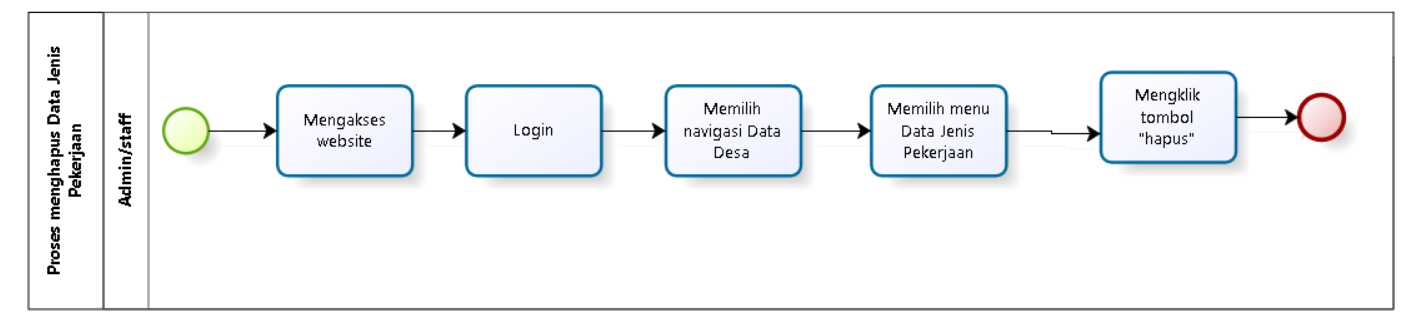 Proses menghapus Data Jenis
Pekerjaan
Admin/staff
Mengakses
website
Login
Memilih
navigasi Data
Desa
Memilih menu
Data Jenis
Pekerjaan
Mengklik
tombol
"hapus"